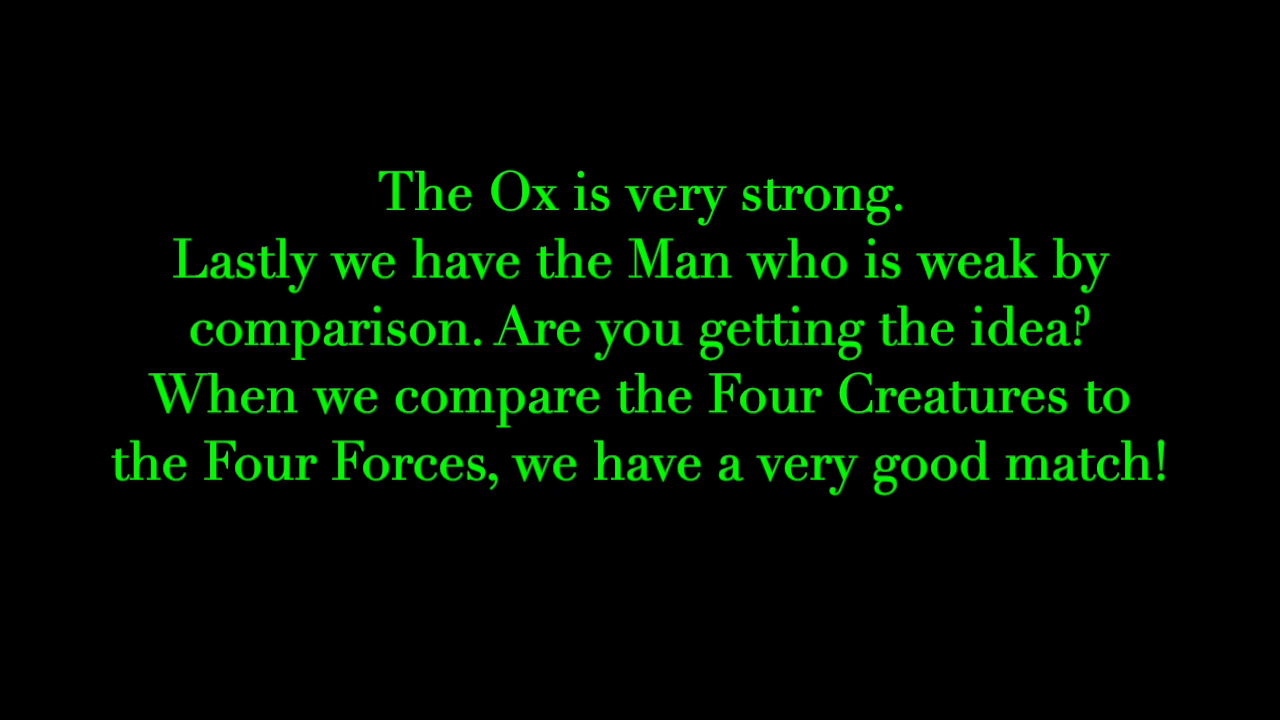 The Ox is very strong.
Lastly we have the Man who is weak by
comparison. Are you getting the idea?
When we compare the Four Creatures to
the Four Forces, we have a very good match!